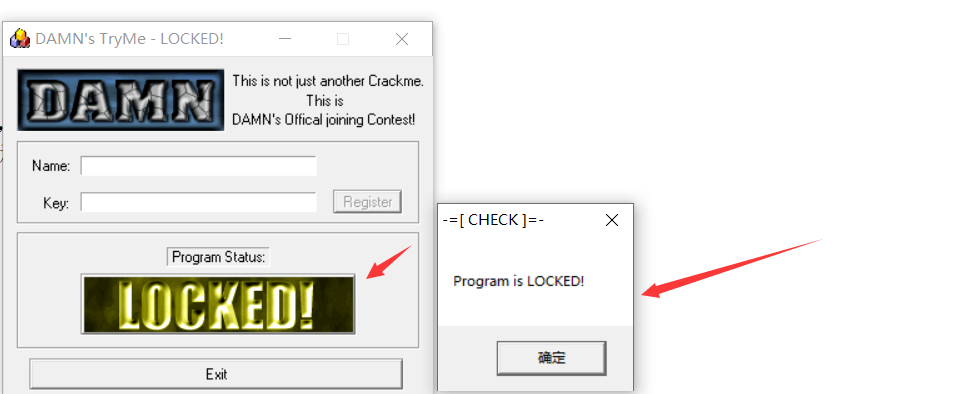 DAMN's TryMe - LOCKED!
DAMN
This is not just another Crackme.
This is
DAMN's Offical joining Contest!
Name:
Key:
Register
Program Status:
LOCKED!
Exit
-=[ CHECK ]=-
Program is LOCKED!
确定